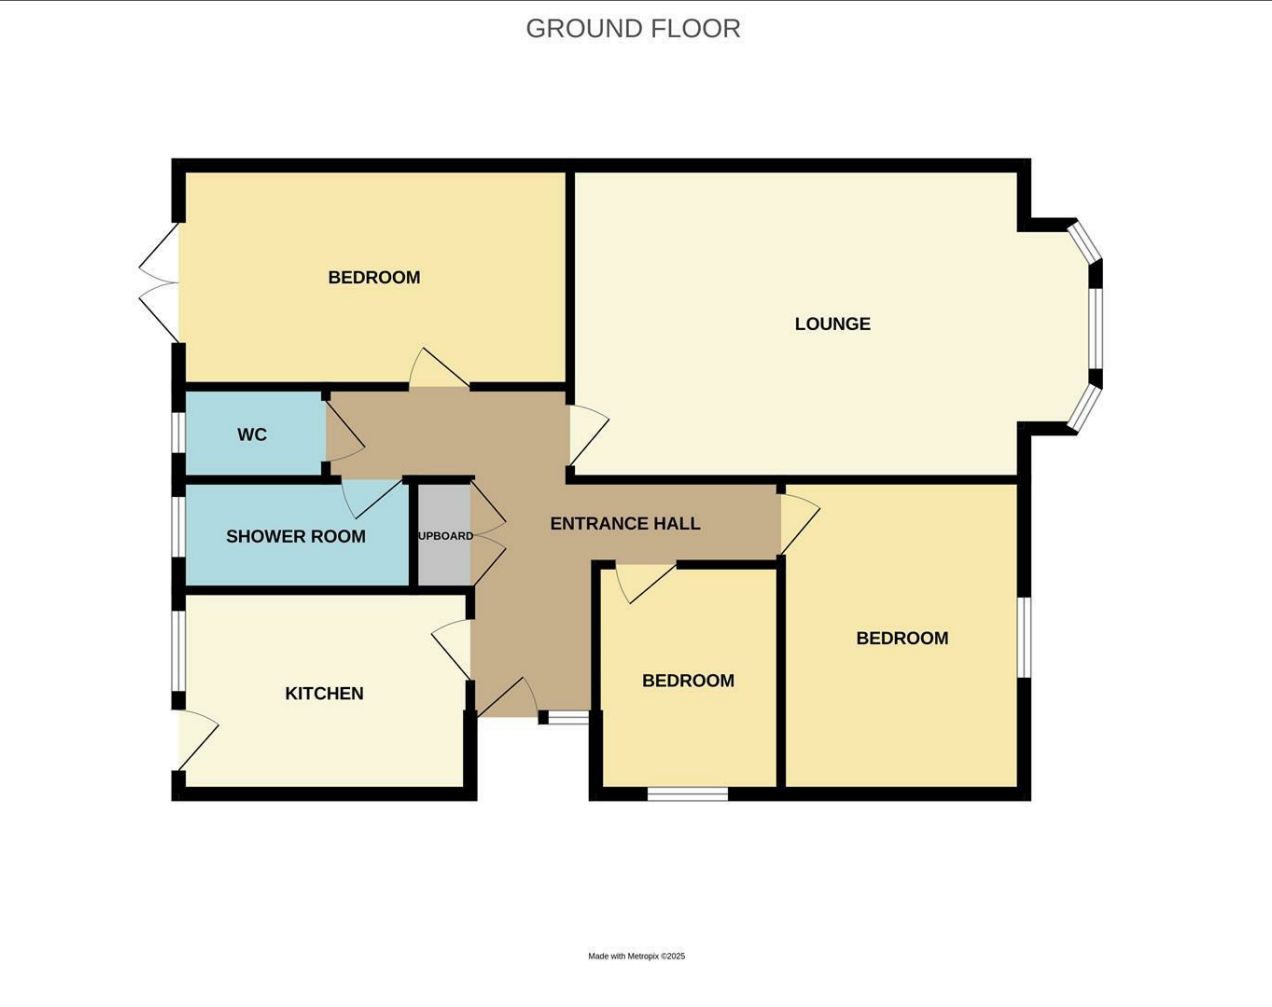 GROUND FLOOR
BEDROOM
LOUNGE
WC
ENTRANCE HALL
SHOWER ROOM
UPBOARD
BEDROOM
BEDROOM
KITCHEN
Made with Metropix ©2025